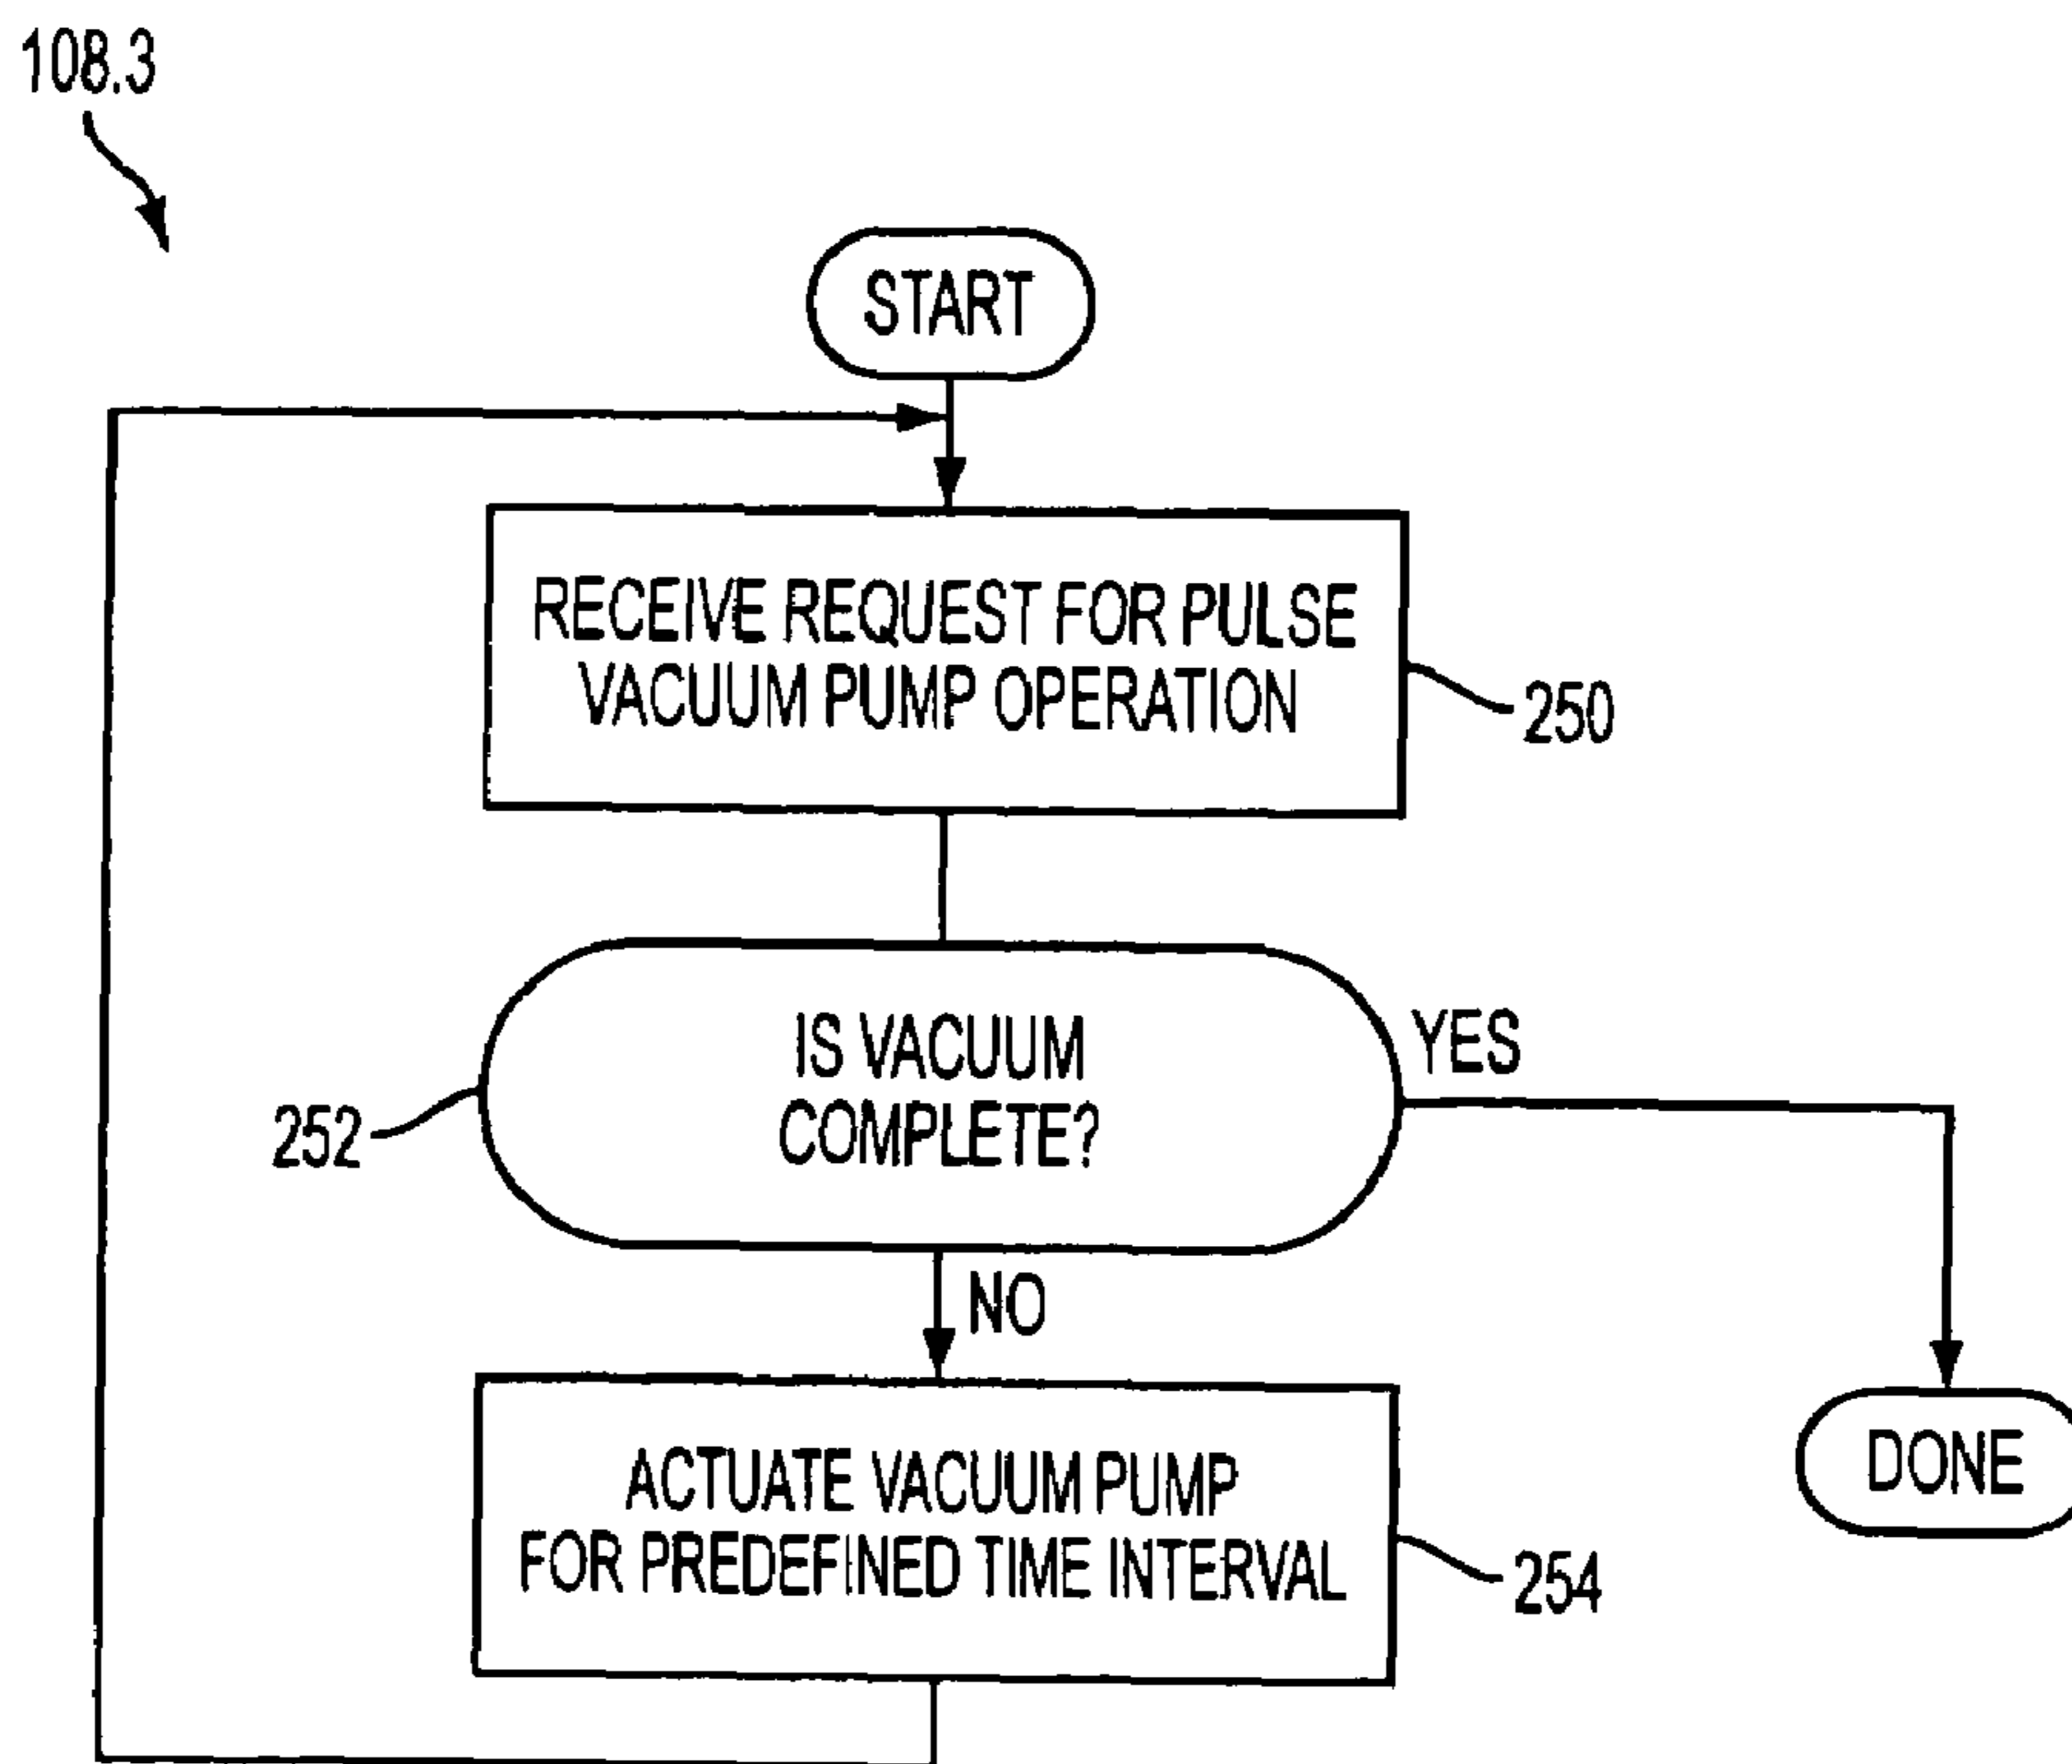 108.3
START
RECEIVE REQUEST FOR PULSE
VACUUM PUMP OPERATION
250
IS VACUUM
COMPLETE?
YES
252
NO
ACTUATE VACUUM PUMP
FOR PREDEFINED TIME INTERVAL
254
DONE